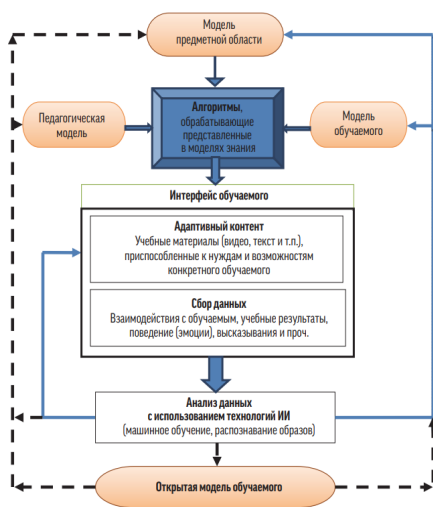 Модель
предметной области
Педагогическая
модель
Алгоритмы,
обрабатывающие
представленные
в моделях знания
Модель
обучаемого
Интерфейс обучаемого
Адаптивный контент
Учебные материалы (видео, текст и т.п.),
приспособленные к нуждам и возможностям
конкретного обучаемого
Сбор данных
Взаимодействия с обучаемым, учебные результаты,
поведение (эмоции), высказывания и проч.
Анализ данных
с использованием технологий ИИ
(машинное обучение, распознавание образов)
Открытая модель обучаемого